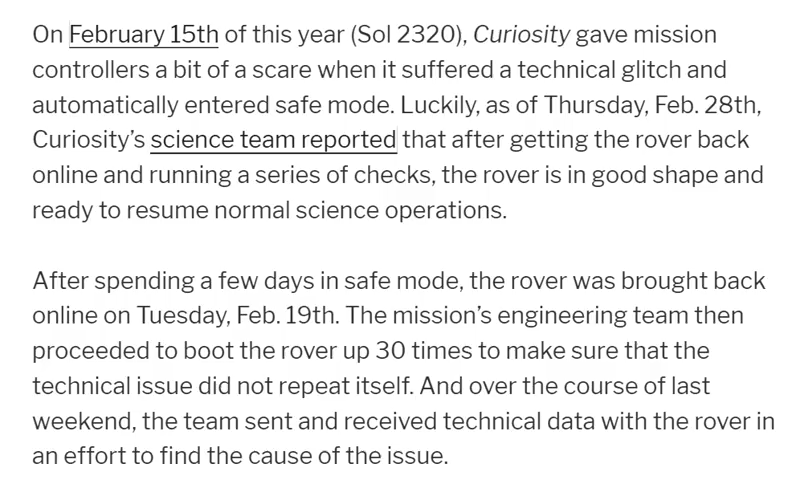 On February 15th of this year (Sol 2320), Curiosity gave mission
controllers a bit of a scare when it suffered a technical glitch and
automatically entered safe mode. Luckily, as of Thursday, Feb. 28th,
Curiosity’s science team reported that after getting the rover back
online and running a series of checks, the rover is in good shape and
ready to resume normal science operations.
After spending a few days in safe mode, the rover was brought back
online on Tuesday, Feb. 19th. The mission’s engineering team then
proceeded to boot the rover up 30 times to make sure that the
technical issue did not repeat itself. And over the course of last
weekend, the team sent and received technical data with the rover in
an effort to find the cause of the issue.